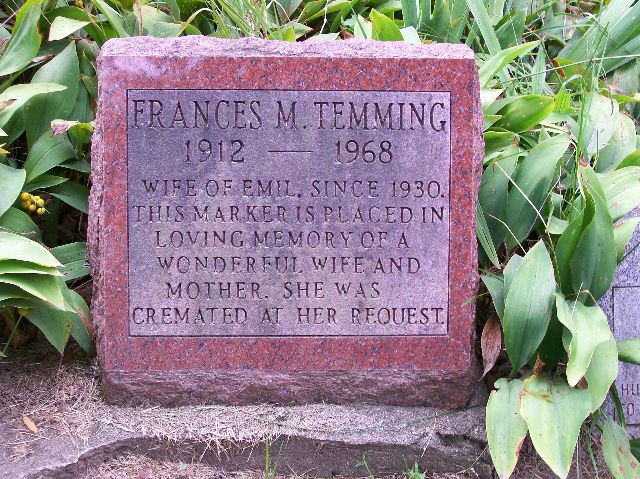 FRANCES M. TEMMING
1912 — 1968
WIFE OF EMIL, SINCE 1930.
THIS MARKER IS PLACED IN
LOVING MEMORY OF A
WONDERFUL WIFE AND
MOTHER. SHE WAS
CREMATED AT HER REQUEST.